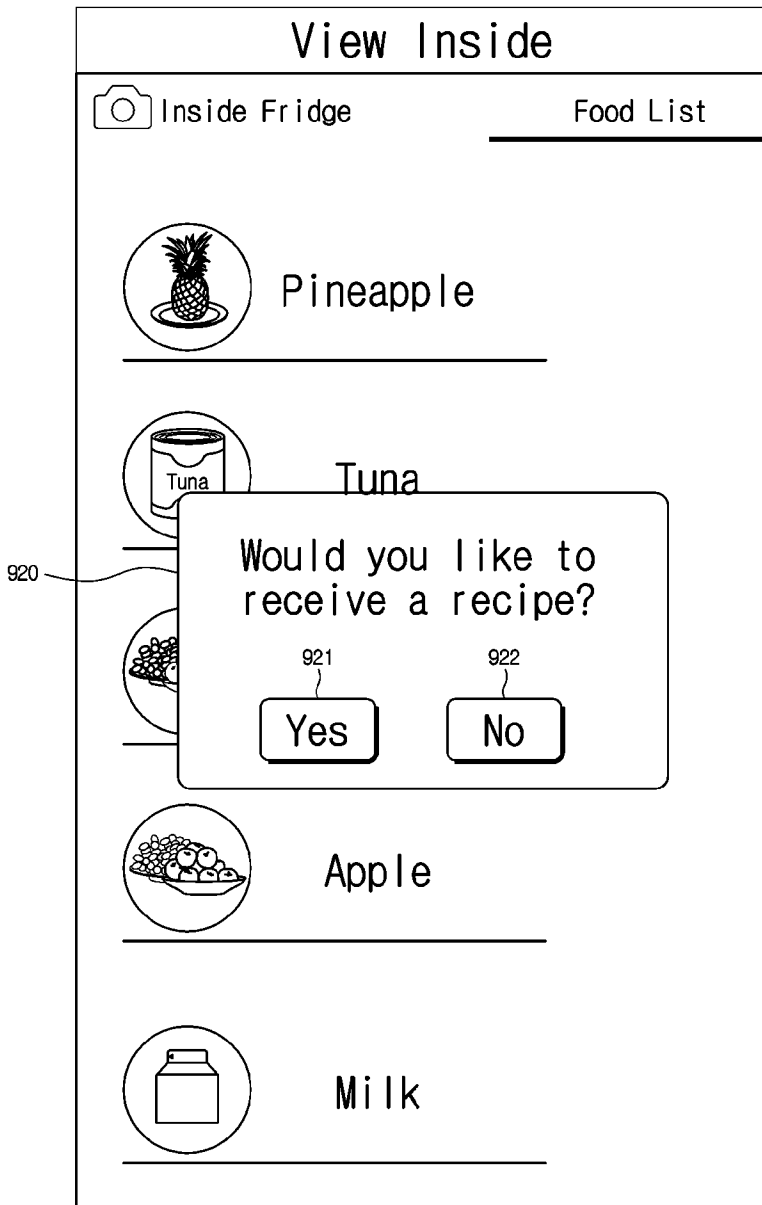 View Inside
Inside Fridge Food List
Pineapple
Tuna
Tuna
920
Would you like to
receive a recipe?
921 922
Yes No
Apple
Milk